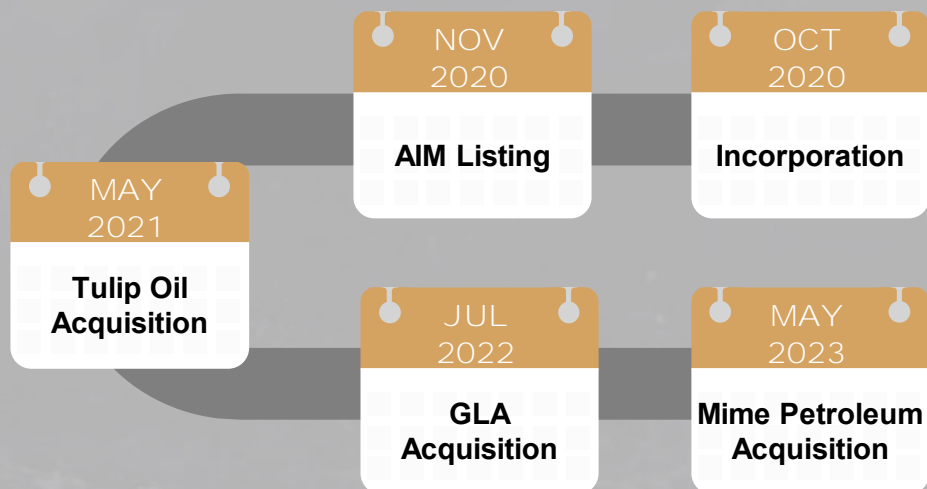 NOV
2020
AIM Listing
OCT
2020
Incorporation
MAY
2021
Tulip Oil
Acquisition
JUL
2022
GLA
Acquisition
MAY
2023
Mime Petroleum
Acquisition